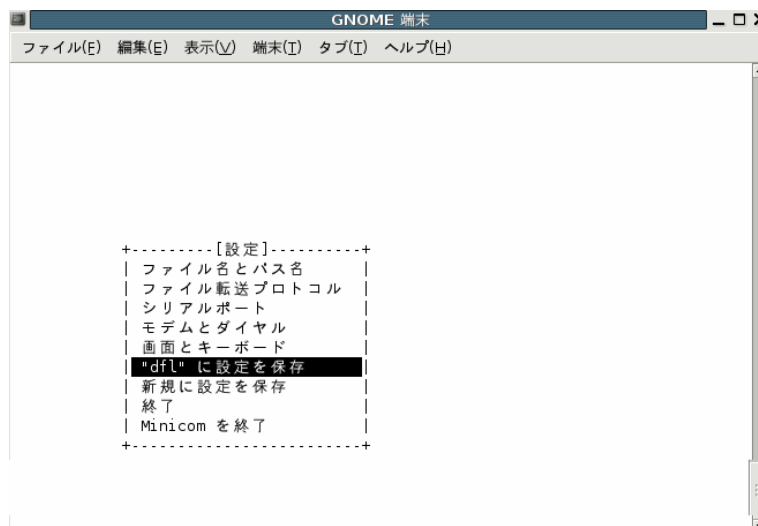 GNOME 端末
ファイル(F) 編集(E) 表示(V) 端末(T) タブ(T) ヘルプ(H)
+---------[設定]----------+
| ファイル名とパス名 |
| ファイル転送プロトコル |
| シリアルポート |
| モデムとダイヤル |
| 画面とキーボード |
| "dfl" に設定を保存 |
| 新規に設定を保存 |
| 終了 |
| Minicom を終了 |
+-------------------------+